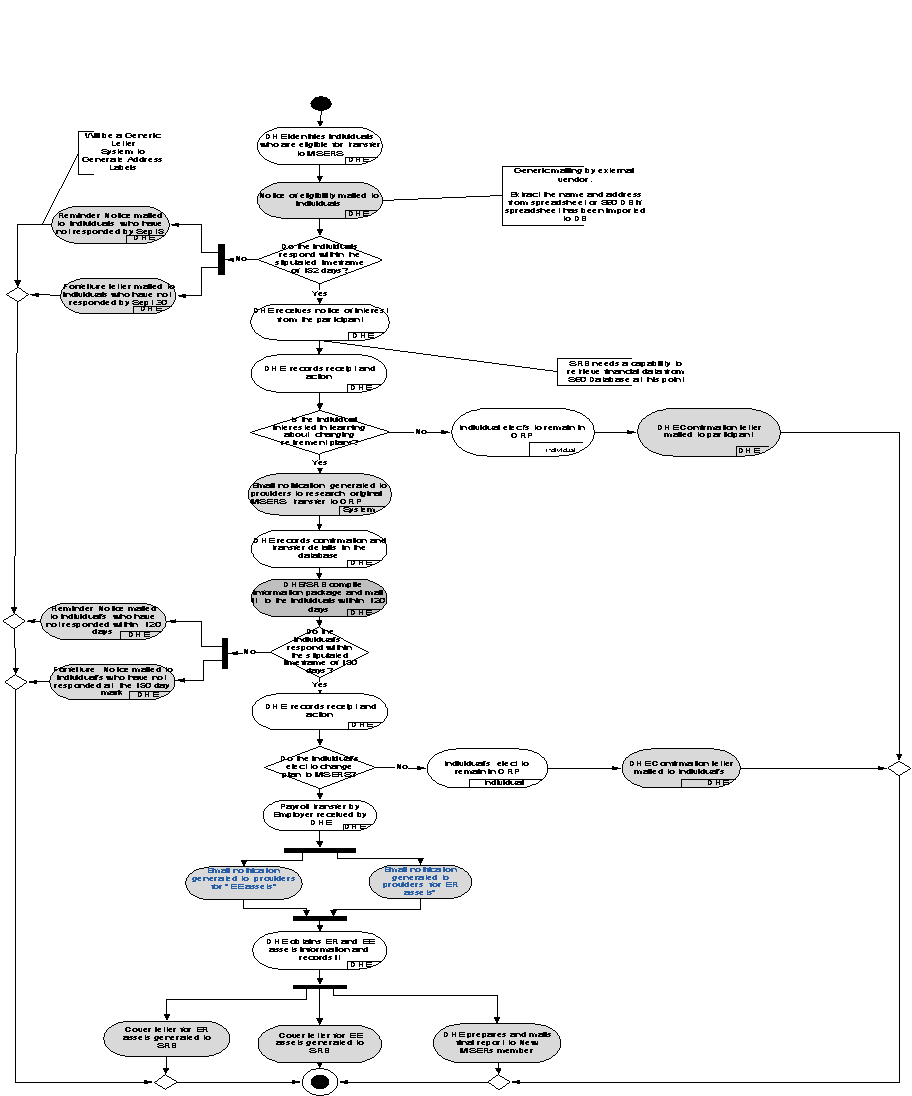 DHE identifies individuals
who are eligible for transfer
to MSERS
DHE
Will be a Generic
Letter
System to
Generate Address
Labels
Generic mailing by external
vendor.
Extract the name and address
from spreadsheet or SEO DB if
spreadsheet has been imported
to DB
Notice of eligibility mailed to
individuals
DHE
Reminder Notice mailed
to individuals who have
not responded by Sep 15
DHE
Do the individuals
respond within the
stipulated timeframe
of 182 days?
No
Yes
Forfeiture letter mailed to
individuals who have not
responded by Sept 30
DHE
DHE receives notice of interest
from the participant
DHE
SRB needs a capability to
retrieve financial data from
SEO Database at this point
DHE records receipt and
action
DHE
Is the individual
interested in learning
about changing
retirement plans?
No
Yes
Individual elects to remain in
ORP
Individual
DHE Confirmation letter
mailed to participant
DHE
Email notification generated to
providers to research original
MSERS transfer to ORP
System
DHE records confirmation and
transfer details in the
database
DHE
DHE/SRB compile
information package and mail
it to the individuals within 120
days
DHE
Reminder Notice mailed
to individuals who have
not responded within 120
days
DHE
Do the
individuals
respond within
the stipulated
timeframe of 180
days?
No
Yes
Forfeiture Notice mailed to
individuals who have not
responded at the 180 day
mark
DHE
DHE records receipt and
action
DHE
Do the individuals
elect to change
plan to MSERS?
No
Individuals elect to
remain in ORP
Individual
DHE Confirmation letter
mailed to individuals
DHE
Payroll transfer by
Employer received by
DHE
DHE
Email notification
generated to providers
for "EE assets"
Email notification
generated to
providers for ER
assets"
DHE obtains ER and EE
assets information and
records it
DHE
Cover letter for ER
assets generated to
SRB
Cover letter for EE
assets generated to
SRB
DHE prepares and mails
final report to New
MSERs member